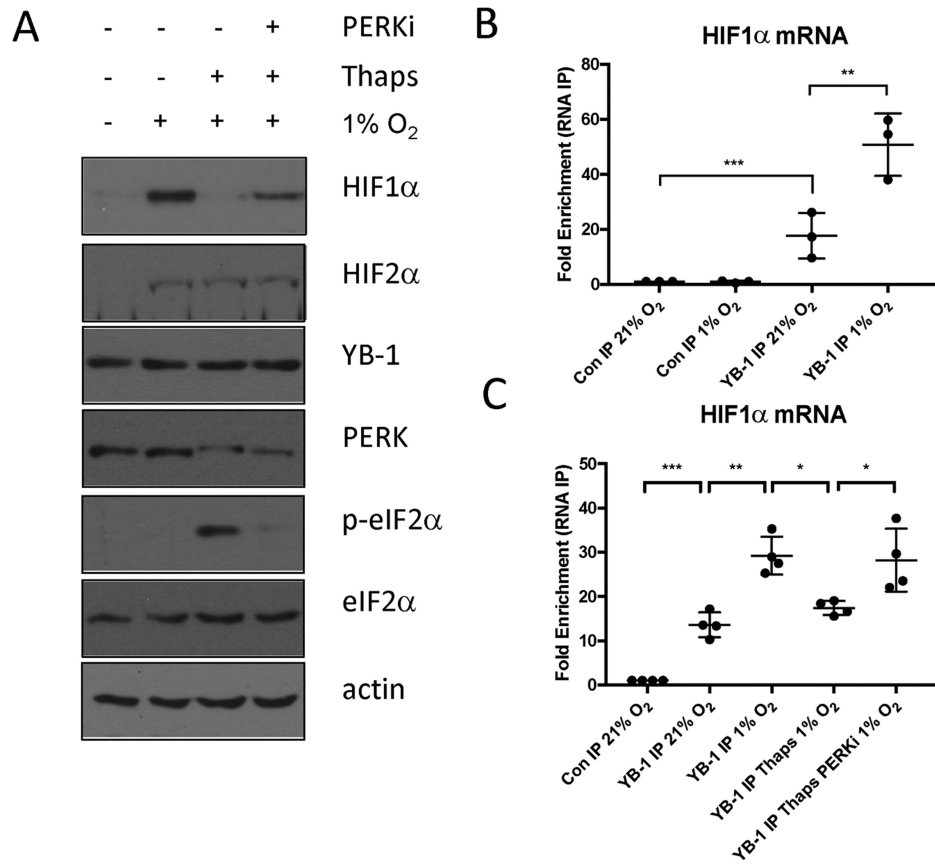 A
- - - + PERKi
- - + + Thaps
- + + + 1% O₂
HIF1α
HIF2α
YB-1
PERK
p-eIF2α
eIF2α
actin
B
HIF1α mRNA
Fold Enrichment (RNA IP)
80
60
40
20
0
***
**
Con IP 21% O₂
Con IP 1% O₂
YB-1 IP 21% O₂
YB-1 IP 1% O₂
C
HIF1α mRNA
Fold Enrichment (RNA IP)
50
40
30
20
10
0
*** ** * *
Con IP 21% O₂
YB-1 IP 21% O₂
YB-1 IP 1% O₂
YB-1 IP Thaps 1% O₂
YB-1 IP Thaps PERKi 1% O₂